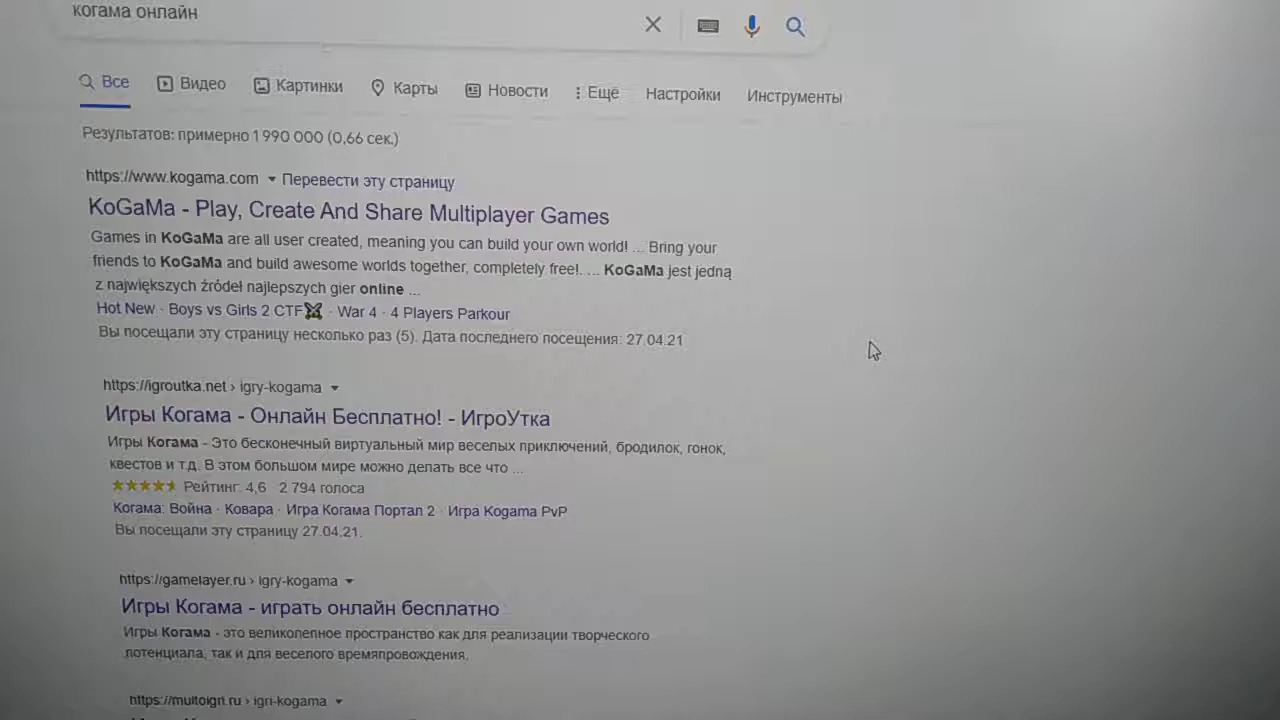 когама онлайн
Все Видео Картинки Карты Новости Ещё Настройки Инструменты
Результатов: примерно 1 990 000 (0,66 сек.)
https://www.kogama.com Перевести эту страницу
KoGaMa - Play, Create And Share Multiplayer Games
Games in KoGaMa are all user created, meaning you can build your own world! ... Bring your
friends to KoGaMa and build awesome worlds together, completely free!. ... KoGaMa jest jedną
z największych źródeł najlepszych gier online ...
Hot New · Boys vs Girls 2 CTF⚔ · War 4 · 4 Players Parkour
Вы посещали эту страницу несколько раз (5). Дата последнего посещения: 27.04.21
https://igroutka.net › igry-kogama
Игры Когама - Онлайн Бесплатно! - ИгроУтка
Игры Когама - Это бесконечный виртуальный мир веселых приключений, бродилок, гонок,
квестов и т.д. В этом большом мире можно делать все что ...
Рейтинг: 4,6 · 2 794 голоса
Когама: Война · Ковара · Игра Когама Портал 2 · Игра Kogama PvP
Вы посещали эту страницу 27.04.21.
https://gamelayer.ru › igry-kogama
Игры Когама - играть онлайн бесплатно
Игры Когама - это великолепное пространство как для реализации творческого
потенциала, так и для веселого времяпровождения.
https://multoigri.ru › igri-kogama